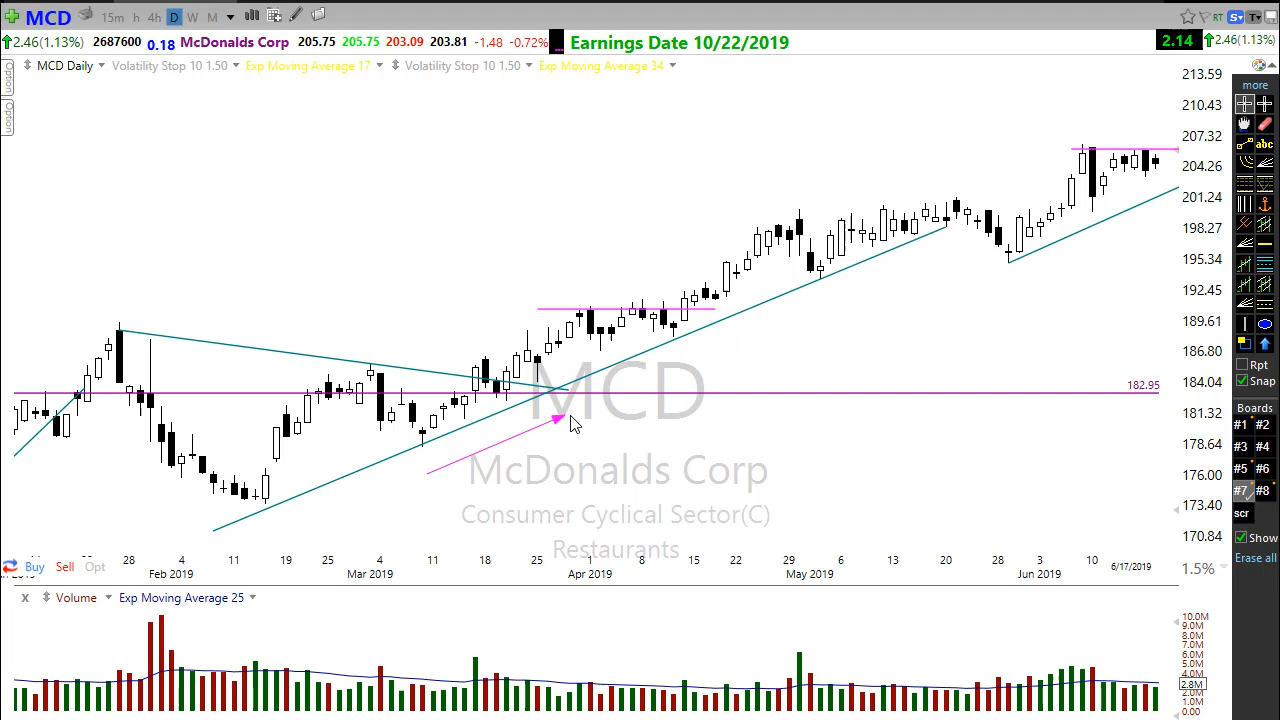 MCD 15m h 4h D W M RT S T
2.46(1.13%) 2687600 0.18 McDonalds Corp 205.75 205.75 203.09 203.81 -1.48 -0.72% Earnings Date 10/22/2019 2.14 2.46(1.13%)
MCD Daily Volatility Stop 10 1.50 Exp Moving Average 17 Volatility Stop 10 1.50 Exp Moving Average 34
Option
Option
213.59
210.43
207.32
204.26
201.24
198.27
195.34
192.45
189.61
186.80
184.04
181.32
178.64
176.00
173.40
170.84
1.5%
182.95
MCD
McDonalds Corp
Consumer Cyclical Sector(C)
Restaurants
28 4 11 19 25 4 11 18 25 1 8 15 22 29 6 13 20 28 3 10 6/17/2019
Feb 2019 Mar 2019 Apr 2019 May 2019 Jun 2019
Buy Sell Opt
x Volume Exp Moving Average 25
10.0M
9.0M
8.0M
7.0M
6.0M
5.0M
4.0M
2.8M
2.0M
1.0M
0.00
more
abc
Rpt
Snap
Boards
#1 #2
#3 #4
#5 #6
#7 #8
scr
Show
Erase all